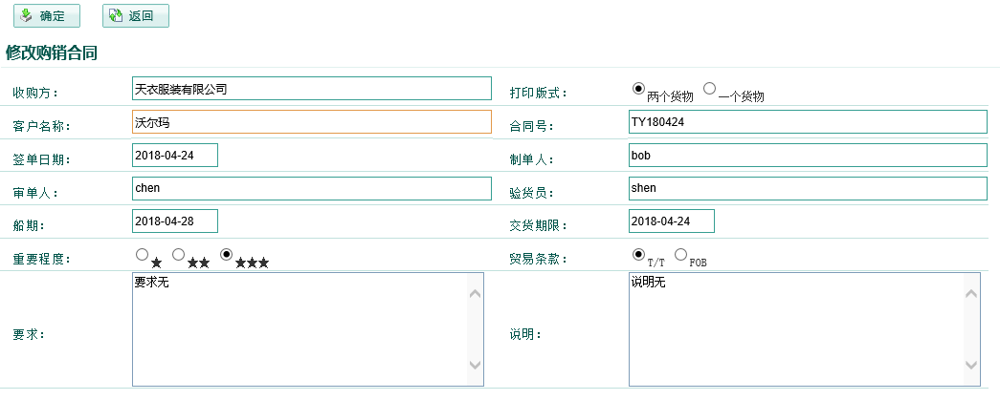 确定 返回
修改购销合同
收购方： 天衣服装有限公司 打印版式： 两个货物 一个货物
客户名称： 沃尔玛 合同号： TY180424
签单日期： 2018-04-24 制单人： bob
审单人： chen 验货员： shen
船期： 2018-04-28 交货期限： 2018-04-24
重要程度： ★ ★★ ★★★ 贸易条款： T/T FOB
要求： 要求无 说明： 说明无